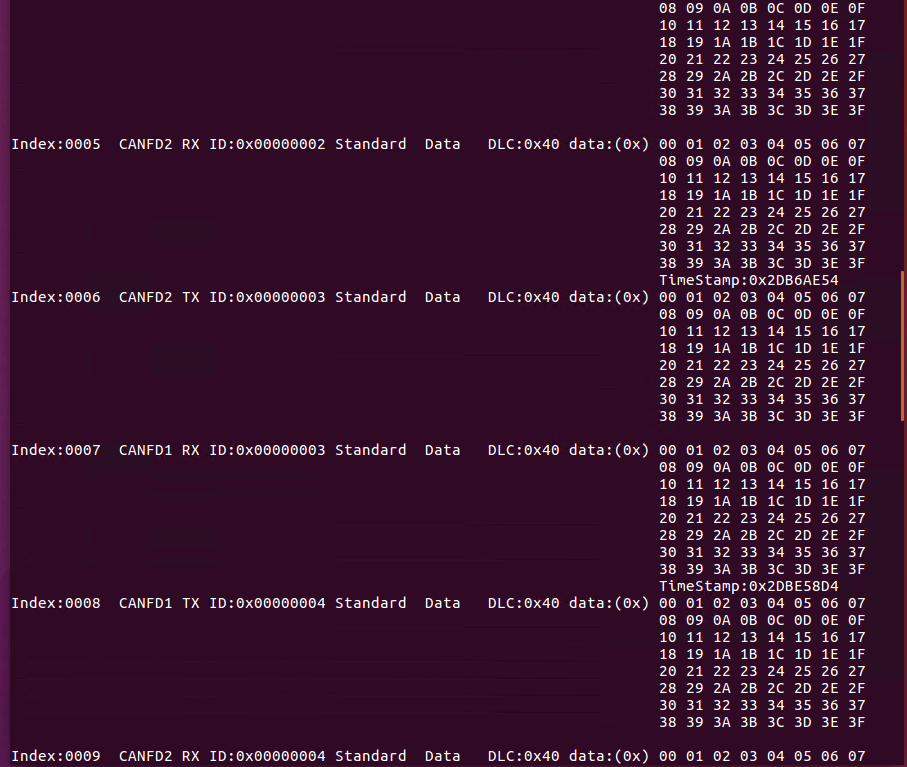 08 09 0A 0B 0C 0D 0E 0F
10 11 12 13 14 15 16 17
18 19 1A 1B 1C 1D 1E 1F
20 21 22 23 24 25 26 27
28 29 2A 2B 2C 2D 2E 2F
30 31 32 33 34 35 36 37
38 39 3A 3B 3C 3D 3E 3F
Index:0005  CANFD2 RX ID:0x00000002 Standard  Data   DLC:0x40 data:(0x) 00 01 02 03 04 05 06 07
08 09 0A 0B 0C 0D 0E 0F
10 11 12 13 14 15 16 17
18 19 1A 1B 1C 1D 1E 1F
20 21 22 23 24 25 26 27
28 29 2A 2B 2C 2D 2E 2F
30 31 32 33 34 35 36 37
38 39 3A 3B 3C 3D 3E 3F
TimeStamp:0x2DB6AE54
Index:0006  CANFD2 TX ID:0x00000003 Standard  Data   DLC:0x40 data:(0x) 00 01 02 03 04 05 06 07
08 09 0A 0B 0C 0D 0E 0F
10 11 12 13 14 15 16 17
18 19 1A 1B 1C 1D 1E 1F
20 21 22 23 24 25 26 27
28 29 2A 2B 2C 2D 2E 2F
30 31 32 33 34 35 36 37
38 39 3A 3B 3C 3D 3E 3F
Index:0007  CANFD1 RX ID:0x00000003 Standard  Data   DLC:0x40 data:(0x) 00 01 02 03 04 05 06 07
08 09 0A 0B 0C 0D 0E 0F
10 11 12 13 14 15 16 17
18 19 1A 1B 1C 1D 1E 1F
20 21 22 23 24 25 26 27
28 29 2A 2B 2C 2D 2E 2F
30 31 32 33 34 35 36 37
38 39 3A 3B 3C 3D 3E 3F
TimeStamp:0x2DBE58D4
Index:0008  CANFD1 TX ID:0x00000004 Standard  Data   DLC:0x40 data:(0x) 00 01 02 03 04 05 06 07
08 09 0A 0B 0C 0D 0E 0F
10 11 12 13 14 15 16 17
18 19 1A 1B 1C 1D 1E 1F
20 21 22 23 24 25 26 27
28 29 2A 2B 2C 2D 2E 2F
30 31 32 33 34 35 36 37
38 39 3A 3B 3C 3D 3E 3F
Index:0009  CANFD2 RX ID:0x00000004 Standard  Data   DLC:0x40 data:(0x) 00 01 02 03 04 05 06 07